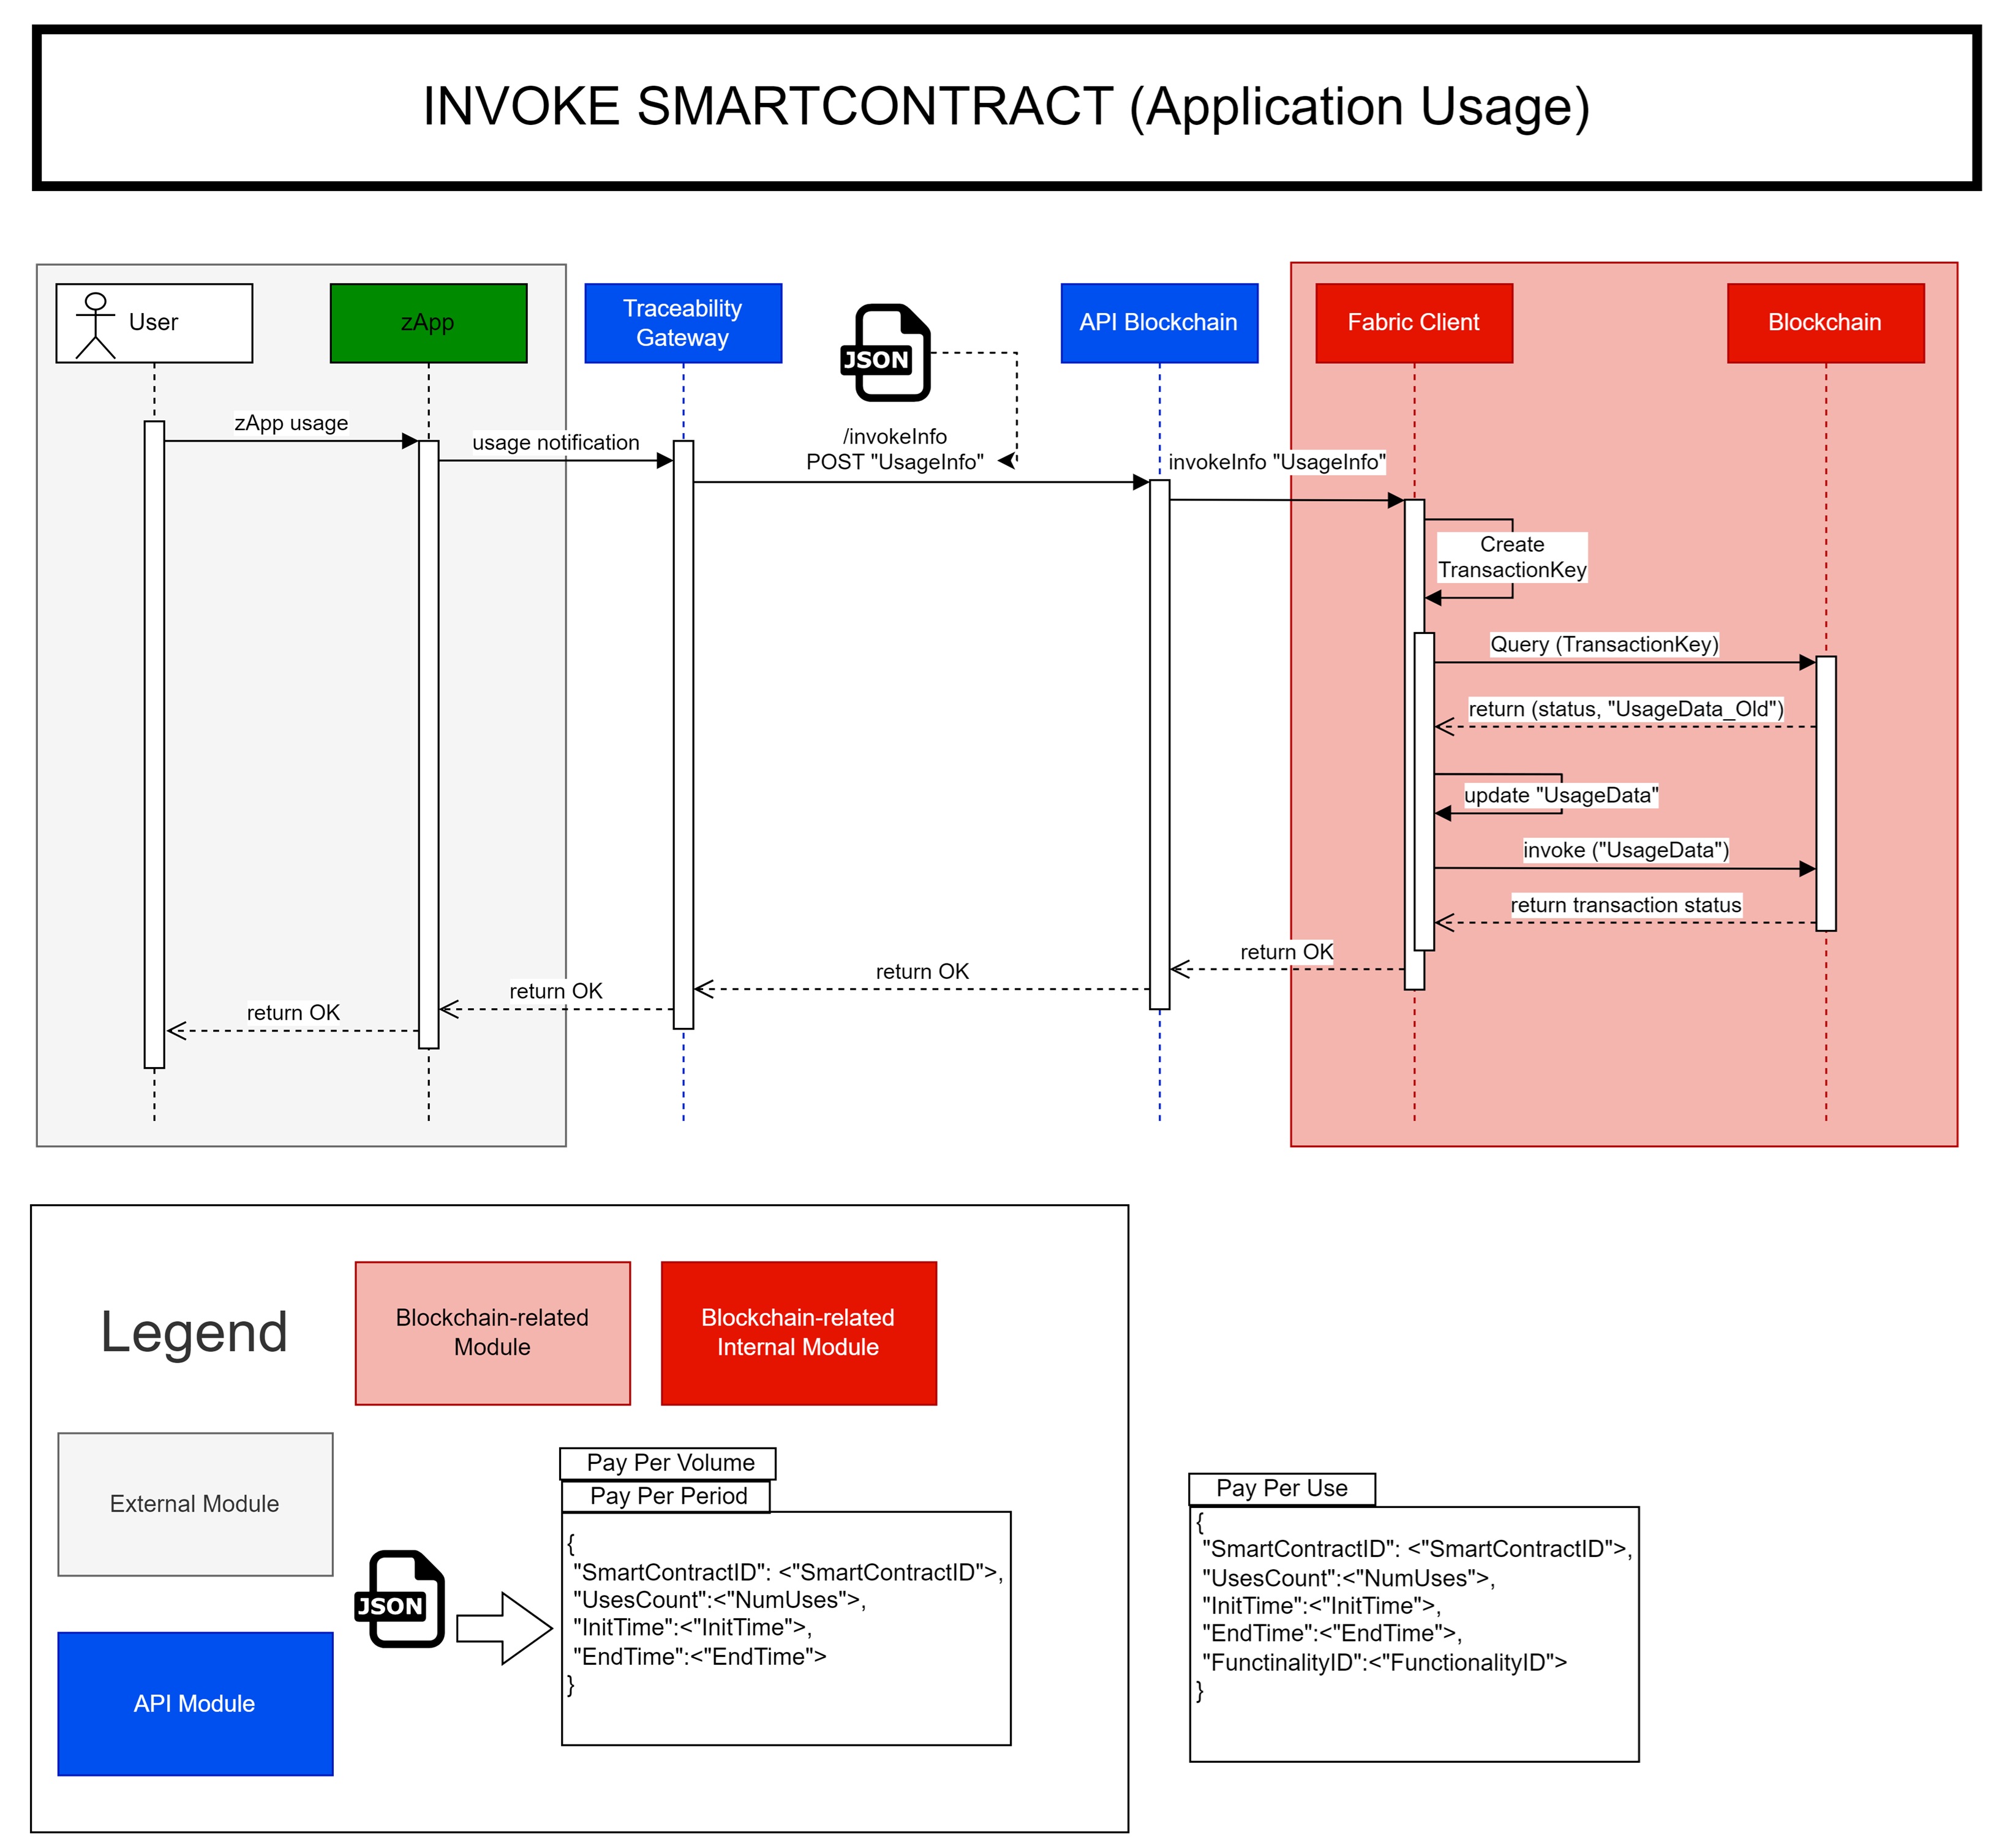 INVOKE SMARTCONTRACT (Application Usage)
User
zApp
Traceability
Gateway
JSON
API Blockchain
Fabric Client
Blockchain
zApp usage
usage notification
/invokeInfo
POST "UsageInfo"
invokeInfo "UsageInfo"
Create
TransactionKey
Query (TransactionKey)
return (status, "UsageData_Old")
update "UsageData"
invoke ("UsageData")
return transaction status
return OK
return OK
return OK
return OK
Legend
Blockchain-related
Module
Blockchain-related
Internal Module
External Module
API Module
JSON
Pay Per Volume
Pay Per Period
{
"SmartContractID": <"SmartContractID">,
"UsesCount":<"NumUses">,
"InitTime":<"InitTime">,
"EndTime":<"EndTime">
}
Pay Per Use
{
"SmartContractID": <"SmartContractID">,
"UsesCount":<"NumUses">,
"InitTime":<"InitTime">,
"EndTime":<"EndTime">,
"FunctinalityID":<"FunctionalityID">
}